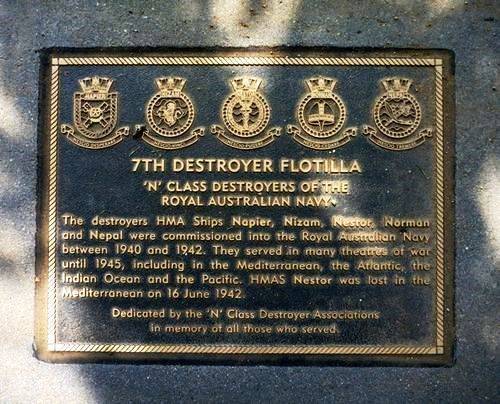 7TH DESTROYER FLOTILLA
'N' CLASS DESTROYERS OF THE
ROYAL AUSTRALIAN NAVY
The destroyers HMA Ships Napier, Nizam, Nestor, Norman
and Nepal were commissioned into the Royal Australian Navy
between 1940 and 1942. They served in many theatres of war
until 1945, including in the Mediterranean, the Atlantic, the
Indian Ocean and the Pacific. HMAS Nestor was lost in the
Mediterranean on 16 June 1942.
Dedicated by the 'N' Class Destroyer Associations
In memory of all those who served.